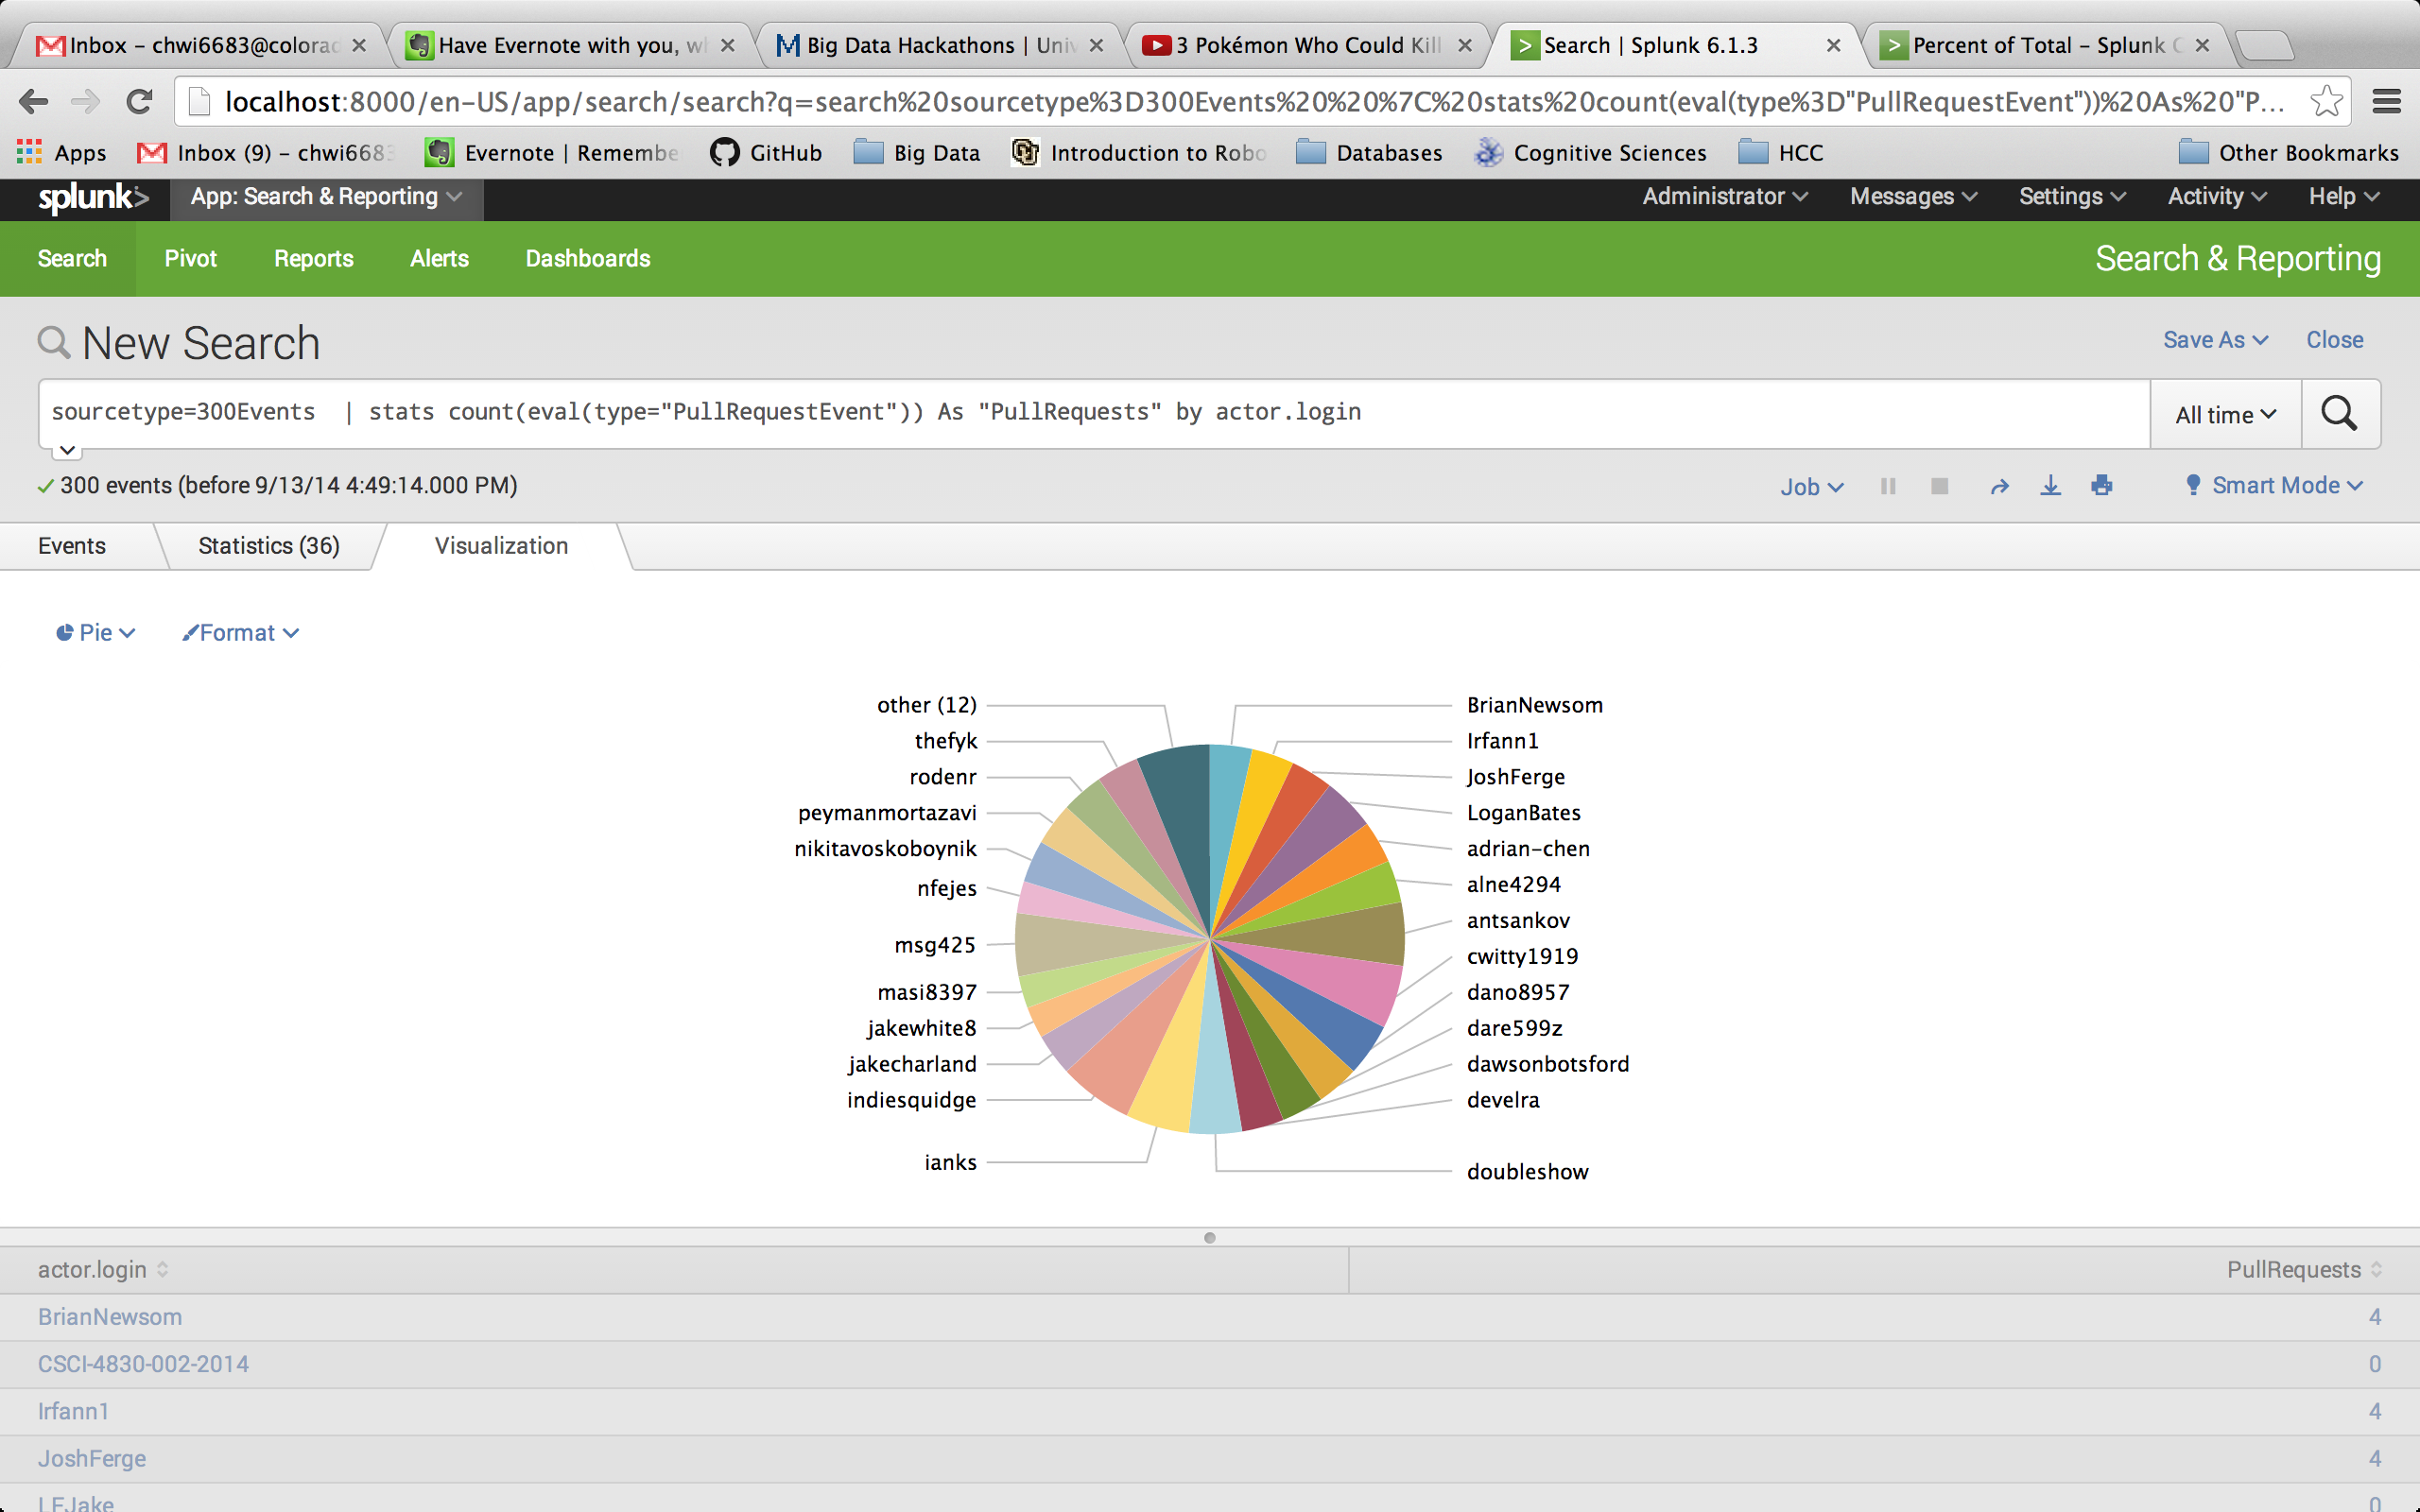 Inbox – chwi6683@colorad
Have Evernote with you, wh
Big Data Hackathons | Univ
3 Pokémon Who Could Kill
Search | Splunk 6.1.3
Percent of Total – Splunk
localhost:8000/en-US/app/search/search?q=search%20sourcetype%3D300Events%20%20%7C%20stats%20count(eval(type%3D"PullRequestEvent"))%20As%20"P...
Apps
Inbox (9) – chwi6683
Evernote | Remembe
GitHub
Big Data
Introduction to Robo
Databases
Cognitive Sciences
HCC
Other Bookmarks
splunk>
App: Search & Reporting
Administrator
Messages
Settings
Activity
Help
Search
Pivot
Reports
Alerts
Dashboards
Search & Reporting
New Search
Save As
Close
sourcetype=300Events  | stats count(eval(type="PullRequestEvent")) As "PullRequests" by actor.login
All time
300 events (before 9/13/14 4:49:14.000 PM)
Job
Smart Mode
Events
Statistics (36)
Visualization
Pie
Format
other (12)
thefyk
rodenr
peymanmortazavi
nikitavoskoboynik
nfejes
msg425
masi8397
jakewhite8
jakecharland
indiesquidge
ianks
BrianNewsom
Irfann1
JoshFerge
LoganBates
adrian-chen
alne4294
antsankov
cwitty1919
dano8957
dare599z
dawsonbotsford
develra
doubleshow
actor.login
PullRequests
BrianNewsom 4
CSCI-4830-002-2014 0
Irfann1 4
JoshFerge 4
LEJake 0